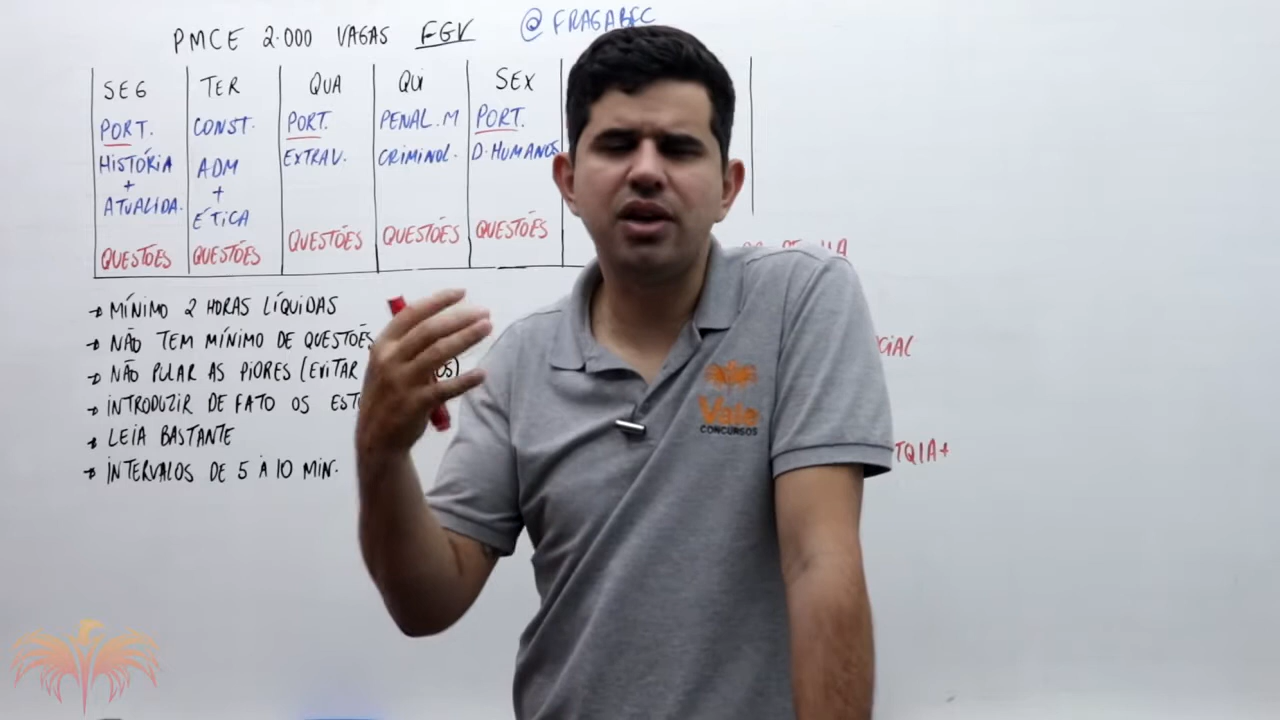 PMCE 2.000 VAGAS FGV @FRAGABEC
SEG TER QUA QUI SEX
PORT. CONST. PORT. PENAL.M PORT.
HISTÓRIA ADM EXTRAV. CRIMINOL. D.HUMANOS
+ +
ATUALIDA. ÉTICA
QUESTÕES QUESTÕES QUESTÕES QUESTÕES QUESTÕES
→ MÍNIMO 2 HORAS LÍQUIDAS
→ NÃO TEM MÍNIMO DE QUESTÕES
→ NÃO PULAR AS PIORES (EVITAR
→ INTRODUZIR DE FATO OS
→ LEIA BASTANTE
→ INTERVALOS DE 5 À 10 MIN.
Vale
CONCURSOS